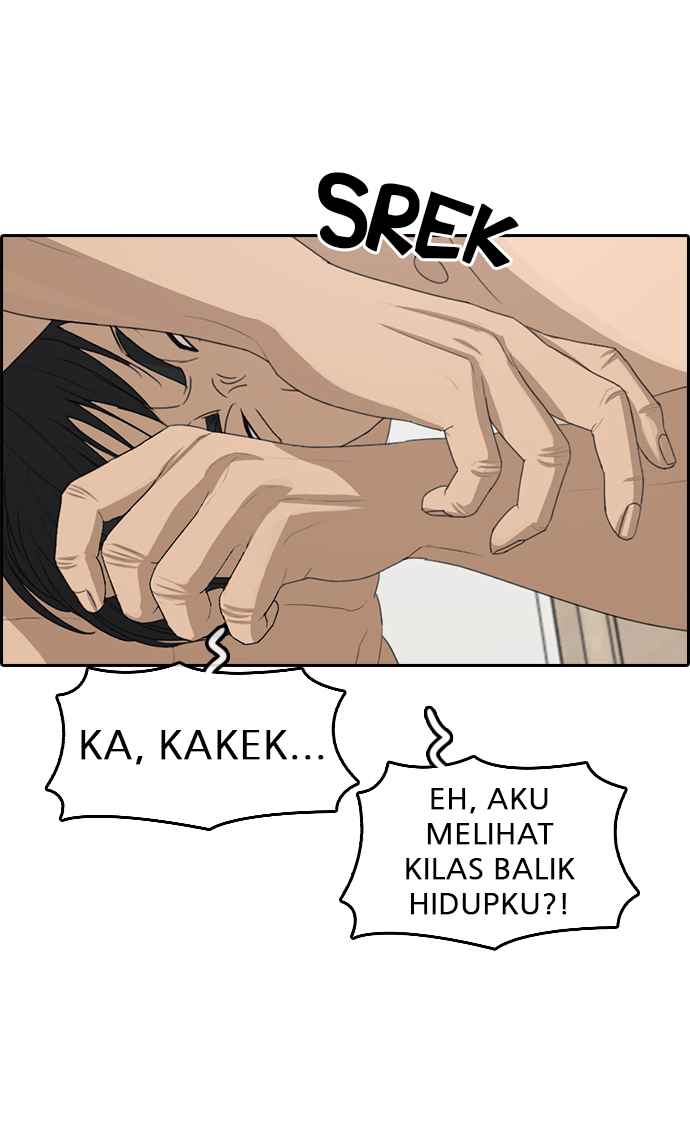 SREK
KA, KAKEK...
EH, AKU
MELIHAT
KILAS BALIK
HIDUPKU?!